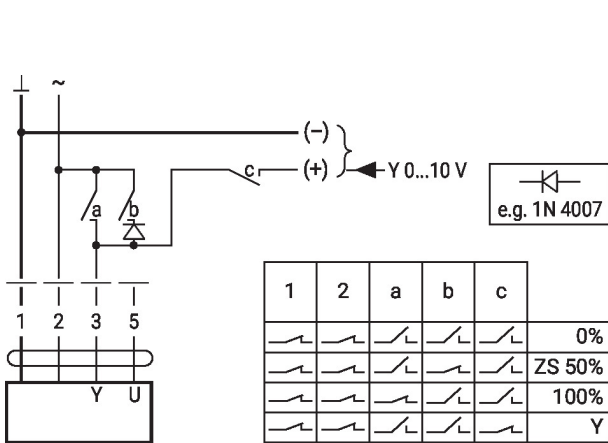 ⊥ ~
(–)
(+) Y 0...10 V
c
a b
e.g. 1N 4007
1 2 3 5
Y U
1 2 a b c
0%
ZS 50%
100%
Y